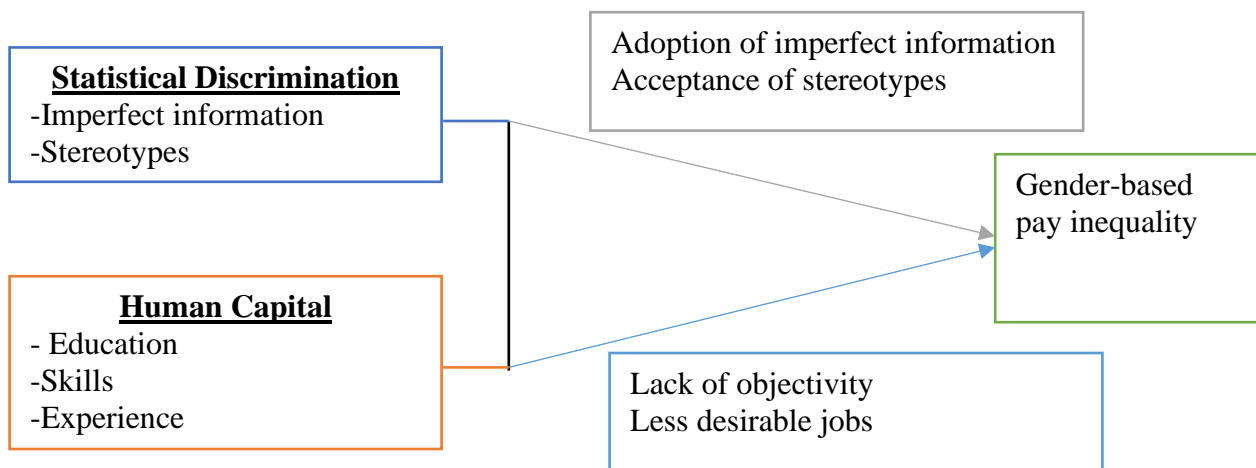 Statistical Discrimination
-Imperfect information
-Stereotypes
Adoption of imperfect information
Acceptance of stereotypes
Gender-based
pay inequality
Human Capital
- Education
-Skills
-Experience
Lack of objectivity
Less desirable jobs